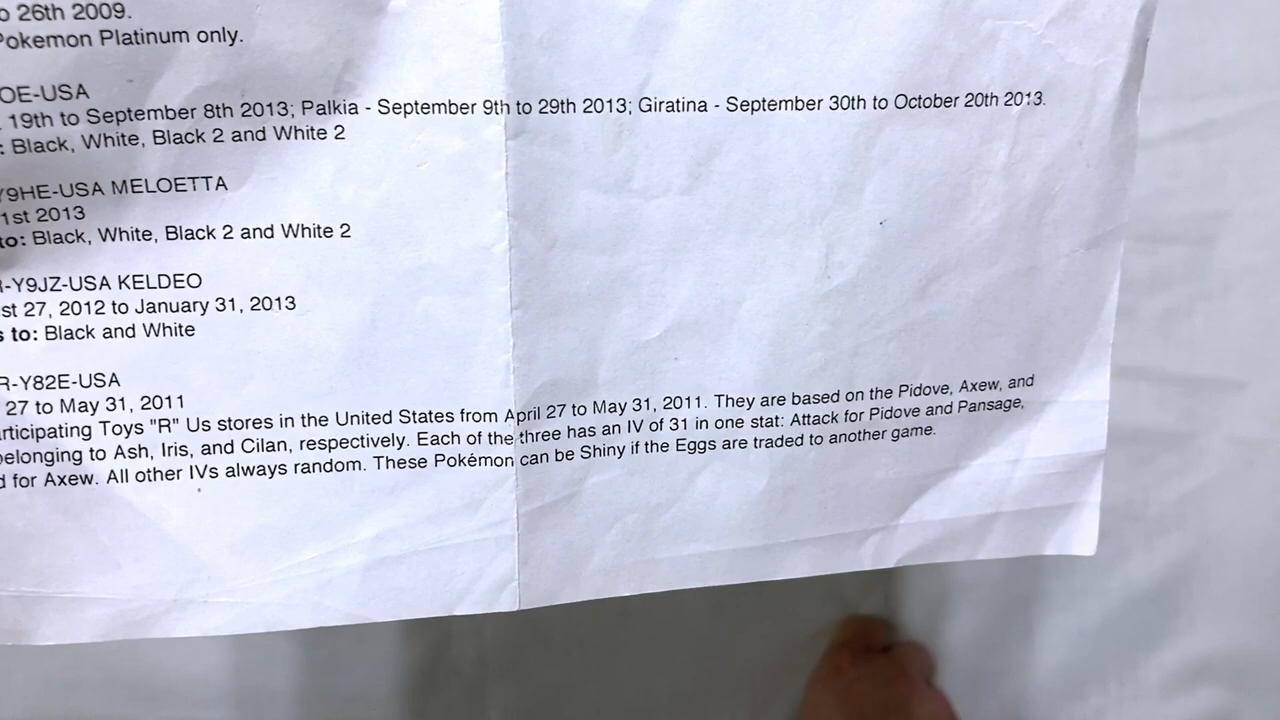 o 26th 2009.
Pokemon Platinum only.
OE-USA
19th to September 8th 2013; Palkia - September 9th to 29th 2013; Giratina - September 30th to October 20th 2013.
: Black, White, Black 2 and White 2
Y9HE-USA MELOETTA
1st 2013
to: Black, White, Black 2 and White 2
R-Y9JZ-USA KELDEO
st 27, 2012 to January 31, 2013
s to: Black and White
R-Y82E-USA
27 to May 31, 2011
articipating Toys "R" Us stores in the United States from April 27 to May 31, 2011. They are based on the Pidove, Axew, and
belonging to Ash, Iris, and Cilan, respectively. Each of the three has an IV of 31 in one stat: Attack for Pidove and Pansage,
d for Axew. All other IVs always random. These Pokémon can be Shiny if the Eggs are traded to another game.